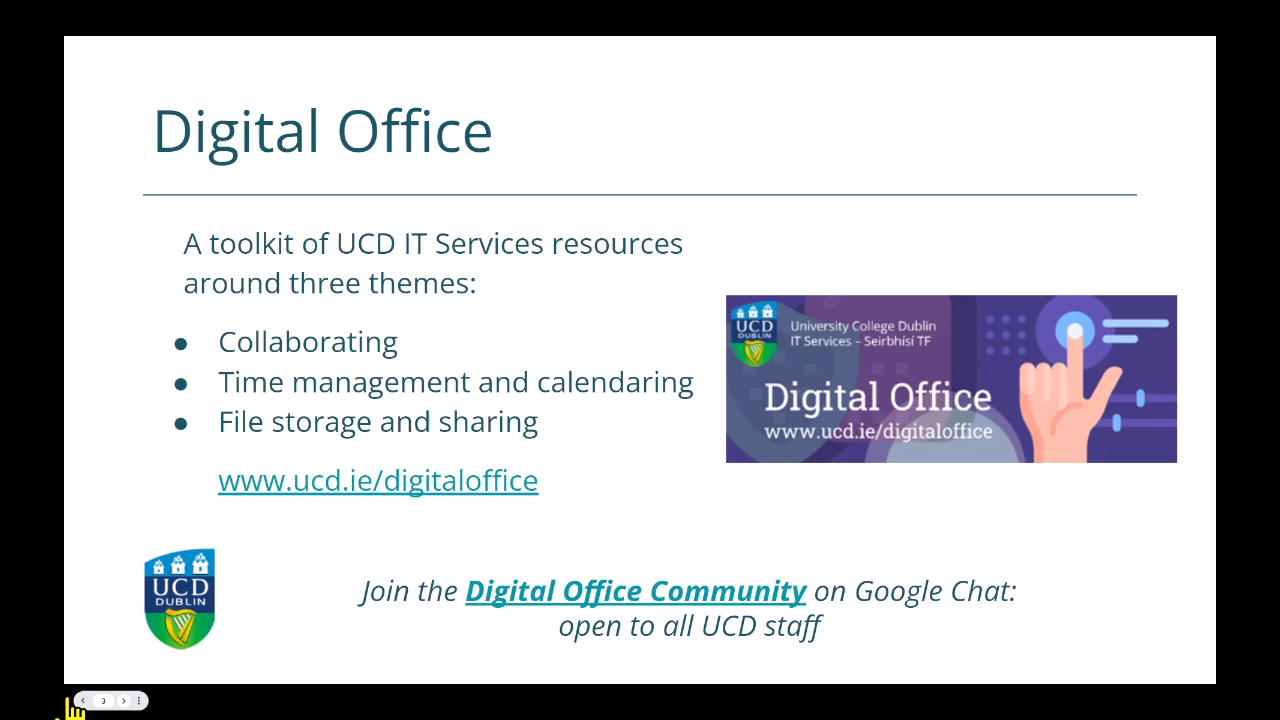 Digital Office
A toolkit of UCD IT Services resources
around three themes:
● Collaborating
● Time management and calendaring
● File storage and sharing
www.ucd.ie/digitaloffice
UCD
DUBLIN
University College Dublin
IT Services – Seirbhísí TF
Digital Office
www.ucd.ie/digitaloffice
UCD
DUBLIN
Join the Digital Office Community on Google Chat:
open to all UCD staff
3